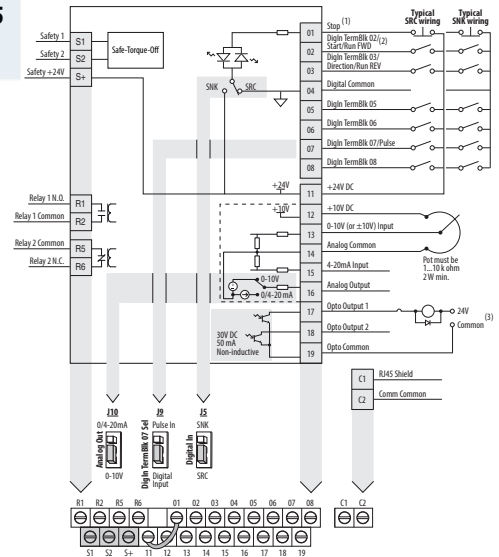 5
Safety 1
S1
Safety 2
S2
Safety +24V
S+
Safe-Torque-Off
SNK
SRC
+24V
+10V
Typical SRC wiring
Typical SNK wiring
01
Stop (1)
02
DigIn TermBlk 02/ (2)
Start/Run FWD
03
DigIn TermBlk 03/
Direction/Run REV
04
Digital Common
05
DigIn TermBlk 05
06
DigIn TermBlk 06
07
DigIn TermBlk 07/Pulse
08
DigIn TermBlk 08
11
+24V DC
12
+10V DC
13
0-10V (or ±10V) Input
14
Analog Common
15
4-20mA Input
16
Analog Output
17
Opto Output 1
18
Opto Output 2
19
Opto Common
Pot must be
1...10 k ohm
2 W min.
24V
Common
(3)
Relay 1 N.O.
R1
Relay 1 Common
R2
Relay 2 Common
R5
Relay 2 N.C.
R6
0-10V
0/4-20 mA
30V DC
50 mA
Non-inductive
C1
RJ45 Shield
C2
Comm Common
J10
0/4-20mA
Analog Out
0-10V
J9
DigIn TermBlk 07 Sel
Pulse In
Digital
Input
J5
SNK
Digital In
SRC
R1 R2 R5 R6 01 02 03 04 05 06 07 08 C1 C2
S1 S2 S+ 11 12 13 14 15 16 17 18 19